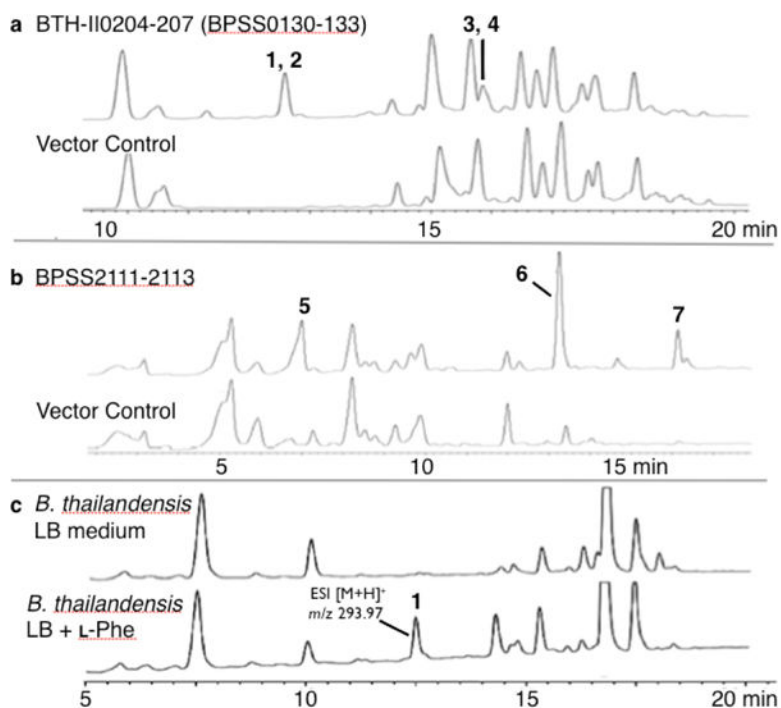 a BTH-II0204-207 (BPSS0130-133)
1, 2
3, 4
Vector Control
10 15 20 min
b BPSS2111-2113
5
6
7
Vector Control
5 10 15 min
c B. thailandensis
LB medium
B. thailandensis
LB + L-Phe
ESI [M+H]+
m/z 293.97
1
5 10 15 20 min